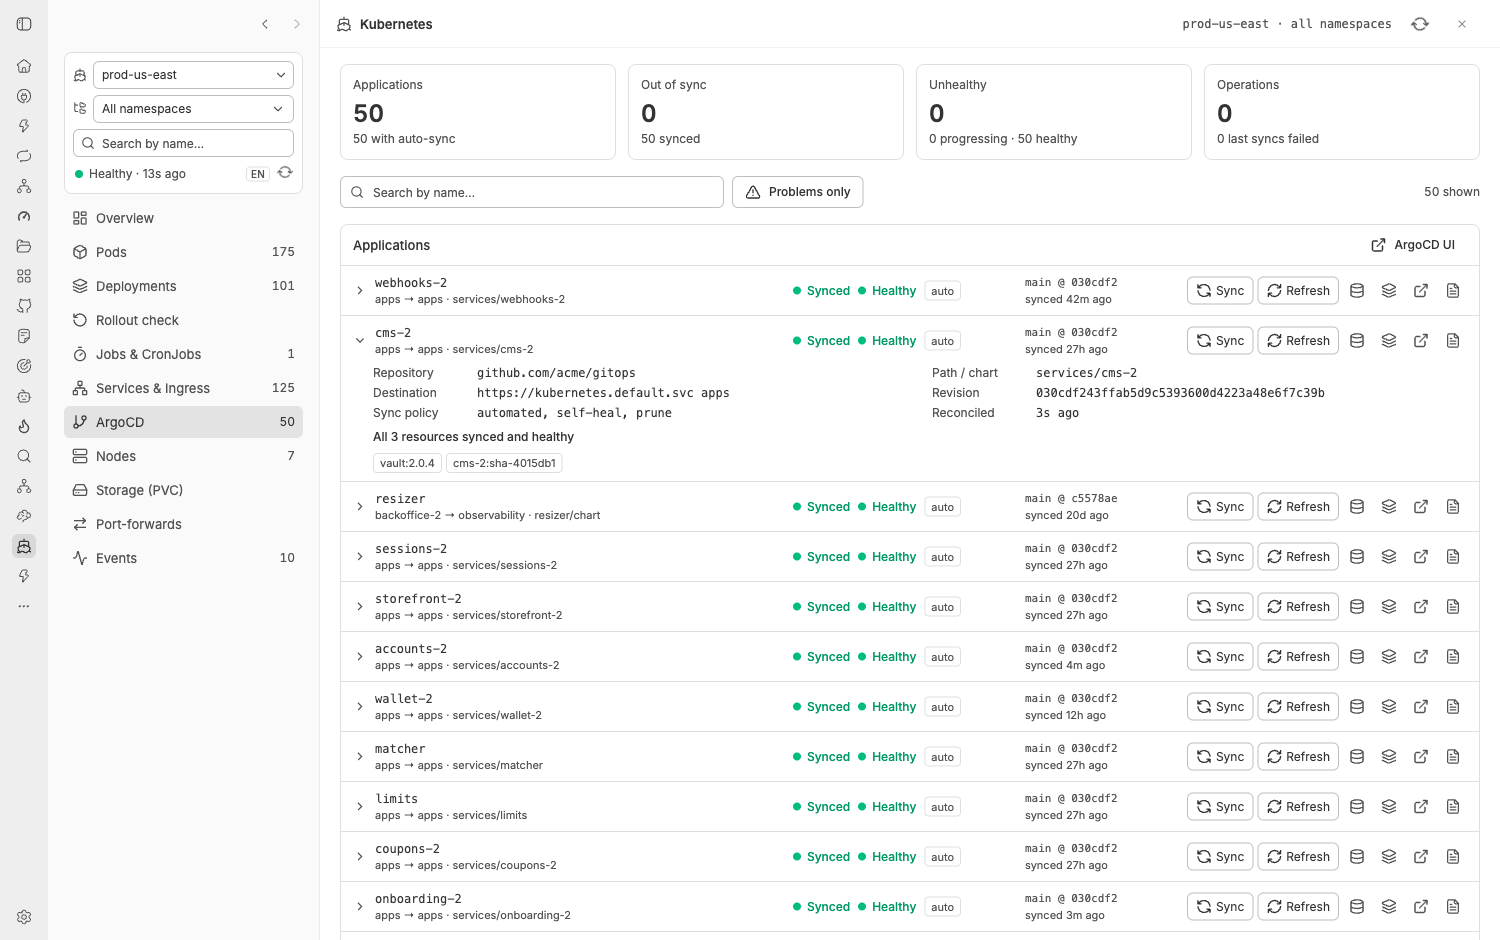 Kubernetes
prod-us-east · all namespaces
prod-us-east
All namespaces
Search by name...
Healthy · 13s ago
EN
Overview
Pods 175
Deployments 101
Rollout check
Jobs & CronJobs 1
Services & Ingress 125
ArgoCD 50
Nodes 7
Storage (PVC)
Port-forwards
Events 10
Applications
50
50 with auto-sync
Out of sync
0
50 synced
Unhealthy
0
0 progressing · 50 healthy
Operations
0
0 last syncs failed
Search by name...
Problems only
50 shown
Applications
ArgoCD UI
webhooks-2
apps → apps · services/webhooks-2
Synced Healthy auto
main @ 030cdf2
synced 42m ago
Sync Refresh
cms-2
apps → apps · services/cms-2
Synced Healthy auto
main @ 030cdf2
synced 27h ago
Sync Refresh
Repository github.com/acme/gitops
Path / chart services/cms-2
Destination https://kubernetes.default.svc apps
Revision 030cdf243ffab5d9c5393600d4223a48e6f7c39b
Sync policy automated, self-heal, prune
Reconciled 3s ago
All 3 resources synced and healthy
vault:2.0.4 cms-2:sha-4015db1
resizer
backoffice-2 → observability · resizer/chart
Synced Healthy auto
main @ c5578ae
synced 20d ago
Sync Refresh
sessions-2
apps → apps · services/sessions-2
Synced Healthy auto
main @ 030cdf2
synced 27h ago
Sync Refresh
storefront-2
apps → apps · services/storefront-2
Synced Healthy auto
main @ 030cdf2
synced 27h ago
Sync Refresh
accounts-2
apps → apps · services/accounts-2
Synced Healthy auto
main @ 030cdf2
synced 4m ago
Sync Refresh
wallet-2
apps → apps · services/wallet-2
Synced Healthy auto
main @ 030cdf2
synced 12h ago
Sync Refresh
matcher
apps → apps · services/matcher
Synced Healthy auto
main @ 030cdf2
synced 27h ago
Sync Refresh
limits
apps → apps · services/limits
Synced Healthy auto
main @ 030cdf2
synced 27h ago
Sync Refresh
coupons-2
apps → apps · services/coupons-2
Synced Healthy auto
main @ 030cdf2
synced 27h ago
Sync Refresh
onboarding-2
apps → apps · services/onboarding-2
Synced Healthy auto
main @ 030cdf2
synced 3m ago
Sync Refresh